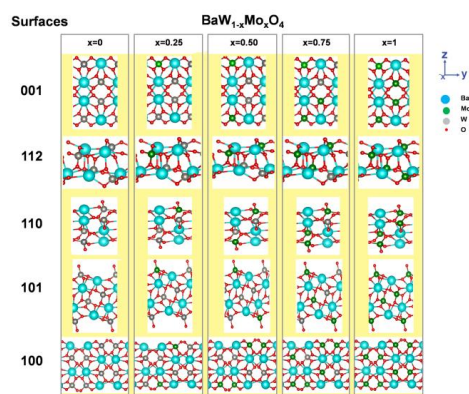 Surfaces
BaW1-xMoxO4
x=0 x=0.25 x=0.50 x=0.75 x=1
001
112
110
101
100
z
x y
Ba
Mo
W
O